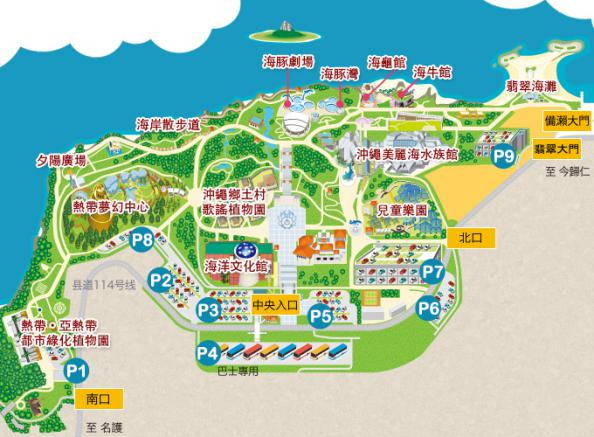 海豚劇場
海豚灣
海龜館
海牛館
翡翠海灘
海岸散步道
備瀨大門
翡翠大門
P9
至 今歸仁
夕陽廣場
沖繩美麗海水族館
熱帶夢幻中心
沖繩鄉土村
歌謠植物園
兒童樂園
北口
P8
海洋文化館
県道114号线
P2
P7
P3
中央入口
P5
P6
熱帶・亞熱帶
都市綠化植物園
P4
巴士專用
P1
南口
至 名護